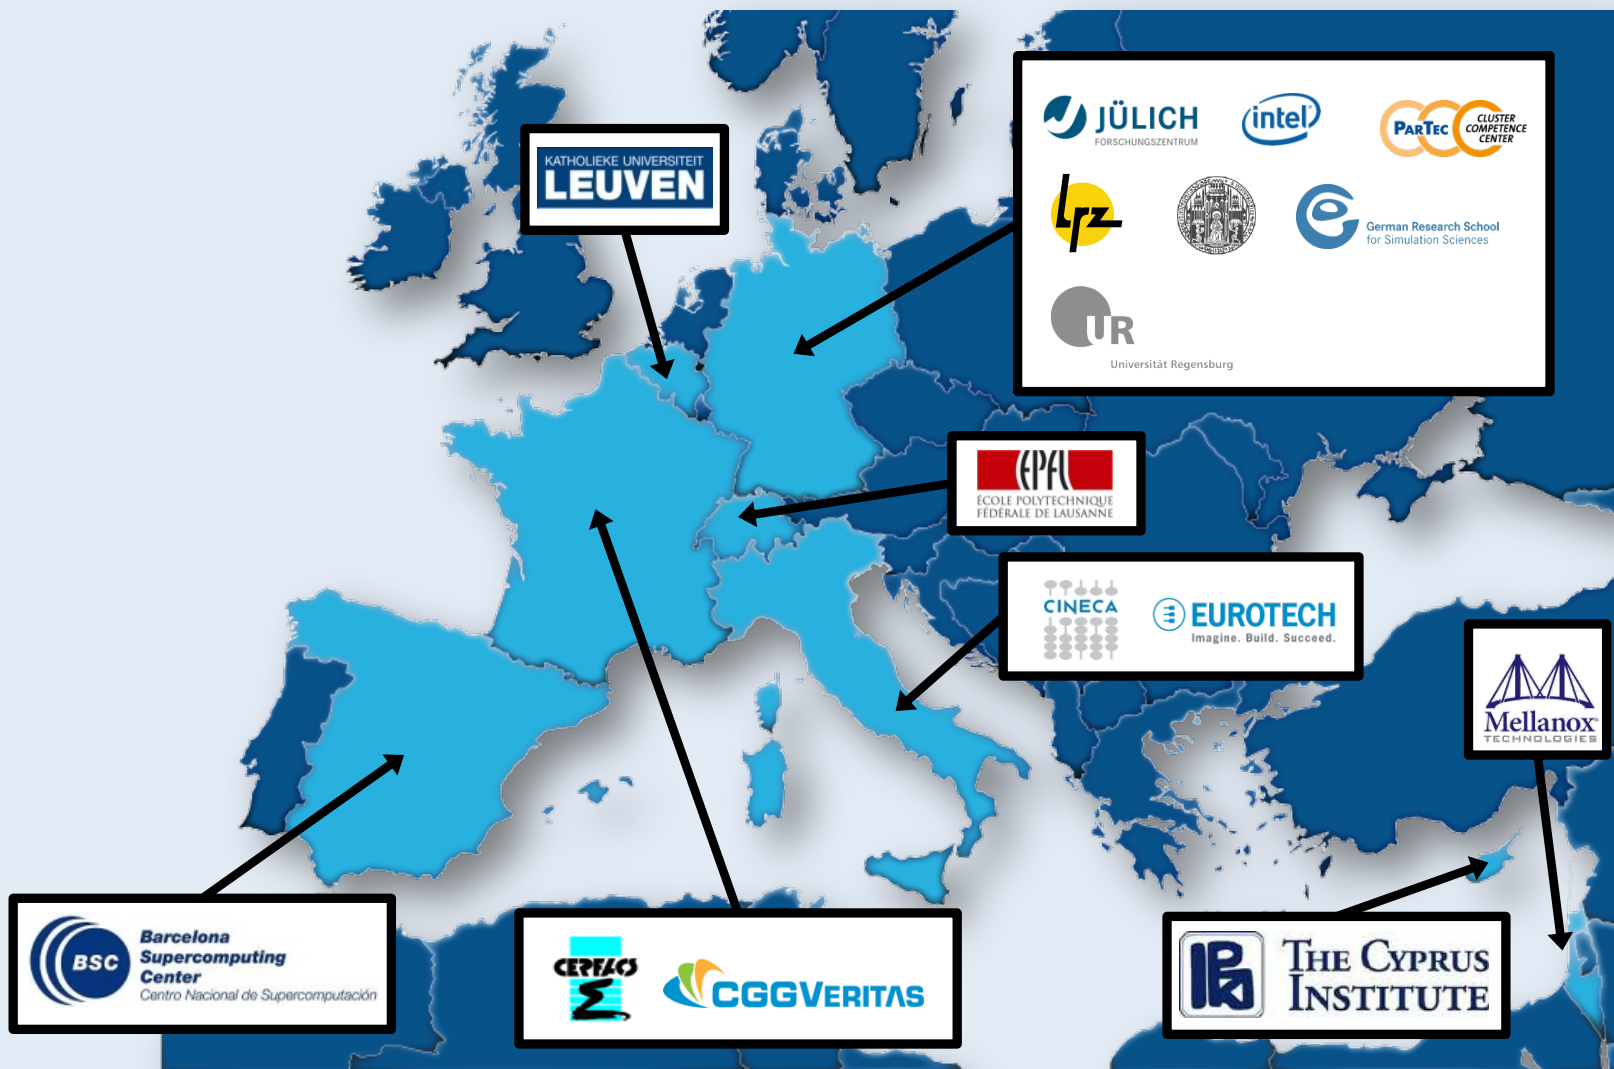 KATHOLIEKE UNIVERSITEIT
LEUVEN
JÜLICH
FORSCHUNGSZENTRUM
intel
PARTEC
CLUSTER
COMPETENCE
CENTER
lrz
German Research School
for Simulation Sciences
UR
Universität Regensburg
EPFL
ÉCOLE POLYTECHNIQUE
FÉDÉRALE DE LAUSANNE
CINECA
EUROTECH
Imagine. Build. Succeed.
Mellanox
TECHNOLOGIES
BSC
Barcelona
Supercomputing
Center
Centro Nacional de Supercomputación
CERFACS
CGGVERITAS
THE CYPRUS
INSTITUTE